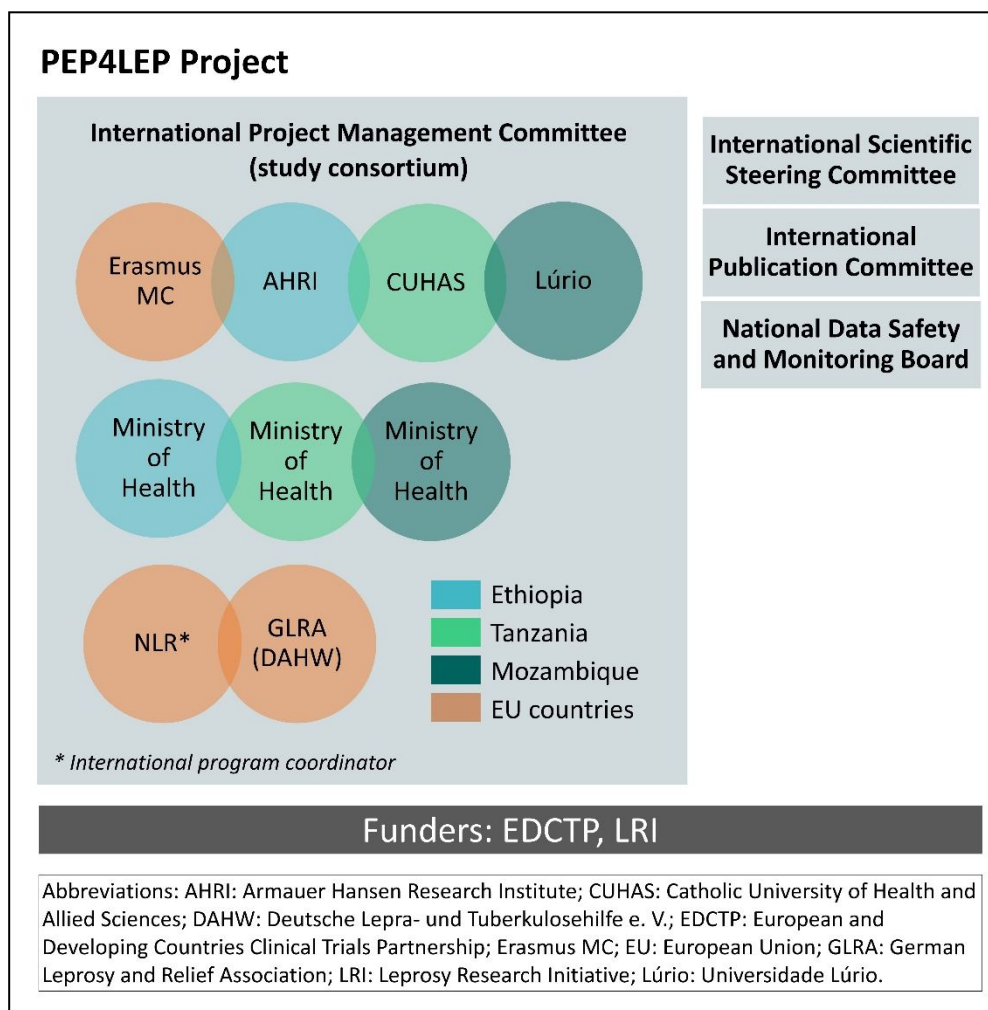 PEP4LEP Project
International Project Management Committee
(study consortium)
Erasmus
MC
AHRI
CUHAS
Lúrio
Ministry
of
Health
Ministry
of
Health
Ministry
of
Health
NLR*
GLRA
(DAHW)
Ethiopia
Tanzania
Mozambique
EU countries
* International program coordinator
International Scientific
Steering Committee
International
Publication Committee
National Data Safety
and Monitoring Board
Funders: EDCTP, LRI
Abbreviations: AHRI: Armauer Hansen Research Institute; CUHAS: Catholic University of Health and
Allied Sciences; DAHW: Deutsche Lepra- und Tuberkulosehilfe e. V.; EDCTP: European and
Developing Countries Clinical Trials Partnership; Erasmus MC; EU: European Union; GLRA: German
Leprosy and Relief Association; LRI: Leprosy Research Initiative; Lúrio: Universidade Lúrio.